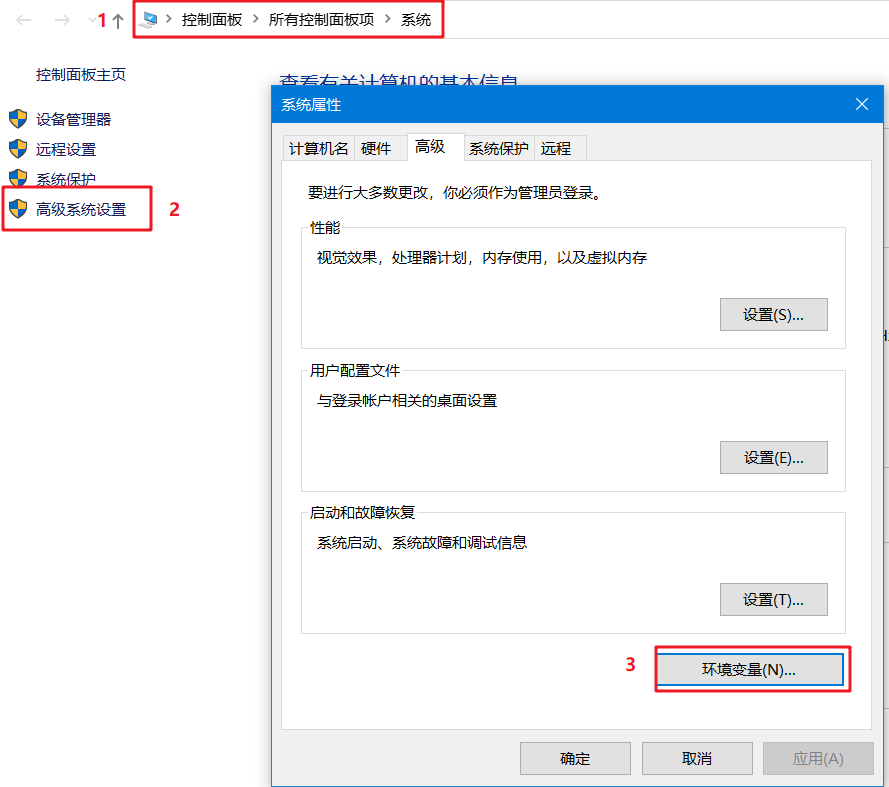 1
控制面板 > 所有控制面板项 > 系统
控制面板主页
设备管理器
远程设置
系统保护
高级系统设置
2
查看有关计算机的基本信息
系统属性
计算机名 硬件 高级 系统保护 远程
要进行大多数更改，你必须作为管理员登录。
性能
视觉效果，处理器计划，内存使用，以及虚拟内存
设置(S)...
用户配置文件
与登录帐户相关的桌面设置
设置(E)...
启动和故障恢复
系统启动、系统故障和调试信息
设置(T)...
3
环境变量(N)...
确定 取消 应用(A)